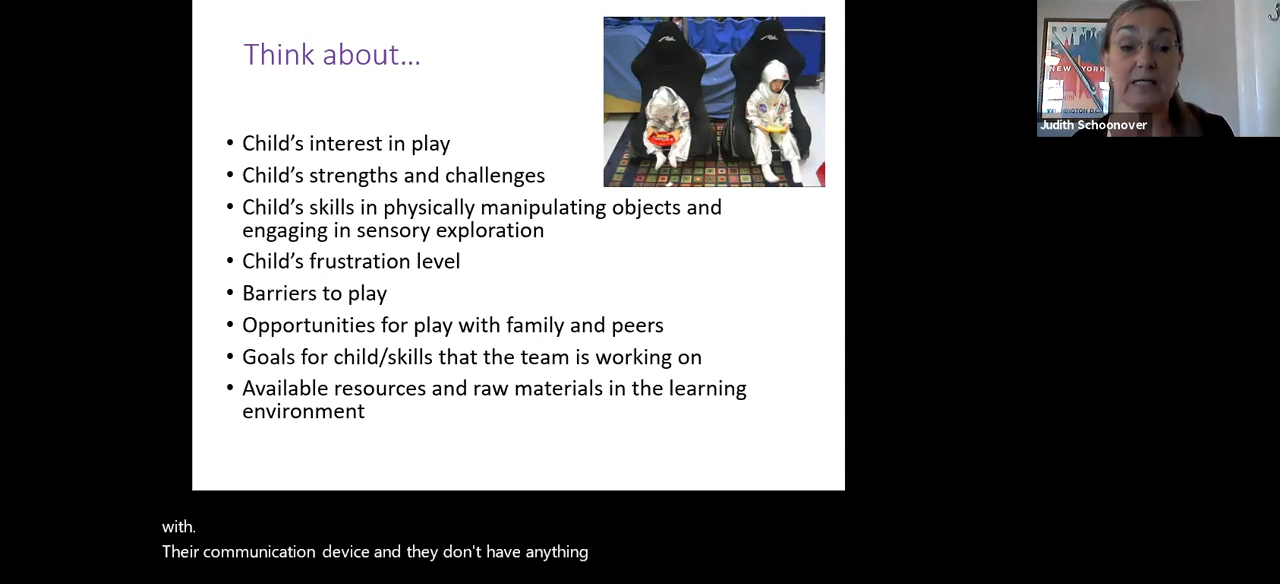 Think about…
• Child's interest in play
• Child's strengths and challenges
• Child's skills in physically manipulating objects and
engaging in sensory exploration
• Child's frustration level
• Barriers to play
• Opportunities for play with family and peers
• Goals for child/skills that the team is working on
• Available resources and raw materials in the learning
environment
BOSTON
NEW YORK
Judith Schoonover
with.
Their communication device and they don't have anything